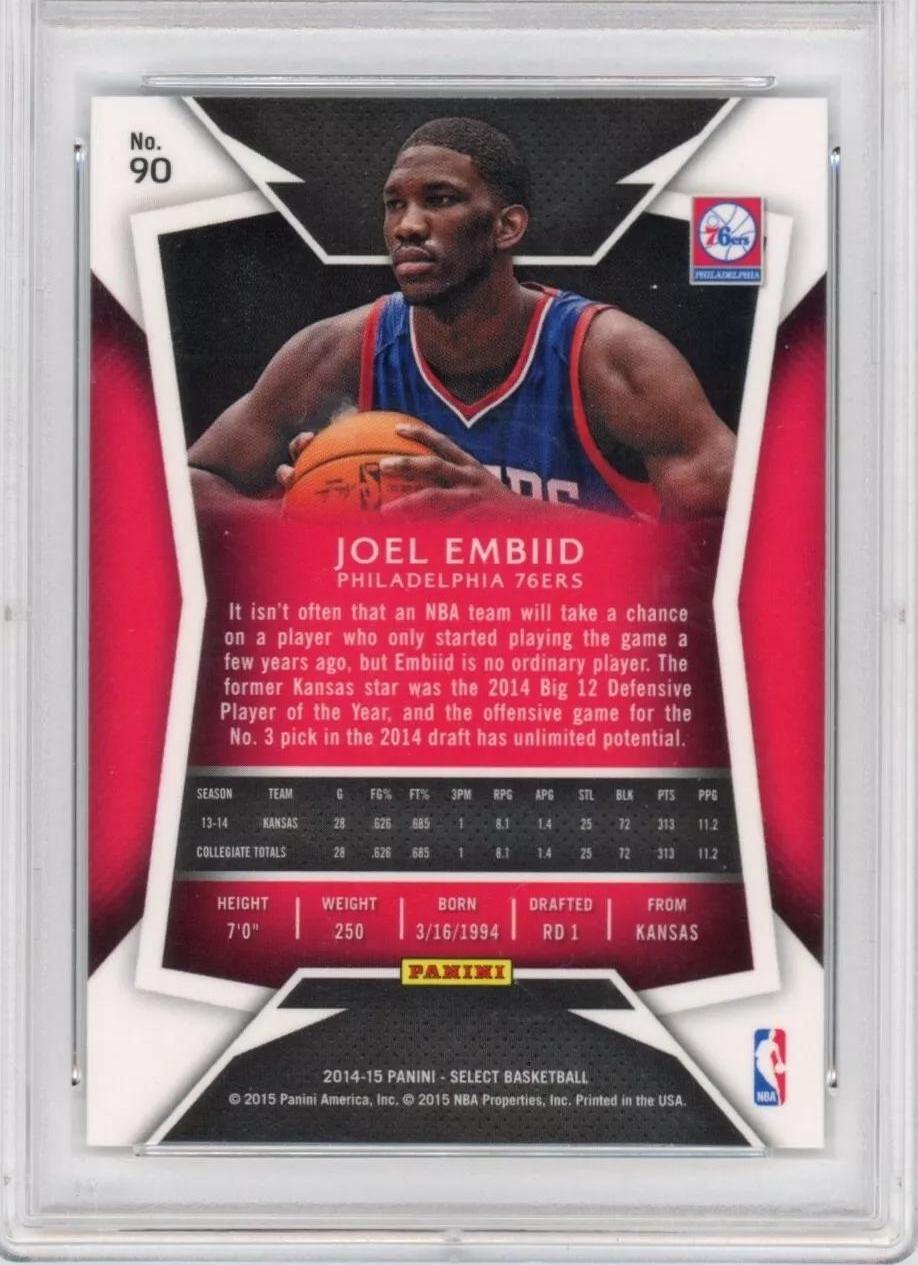 No.
90
76ers
PHILADELPHIA
ERS
JOEL EMBIID
PHILADELPHIA 76ERS
It isn't often that an NBA team will take a chance
on a player who only started playing the game a
few years ago, but Embiid is no ordinary player. The
former Kansas star was the 2014 Big 12 Defensive
Player of the Year, and the offensive game for the
No. 3 pick in the 2014 draft has unlimited potential.
SEASON TEAM G FG% FT% 3PM RPG APG STL BLK PTS PPG
13-14 KANSAS 28 .626 .685 1 8.1 1.4 25 72 313 11.2
COLLEGIATE TOTALS 28 .626 .685 1 8.1 1.4 25 72 313 11.2
HEIGHT WEIGHT BORN DRAFTED FROM
7'0" 250 3/16/1994 RD 1 KANSAS
PANINI
2014-15 PANINI - SELECT BASKETBALL
© 2015 Panini America, Inc. © 2015 NBA Properties, Inc. Printed in the USA.
NBA